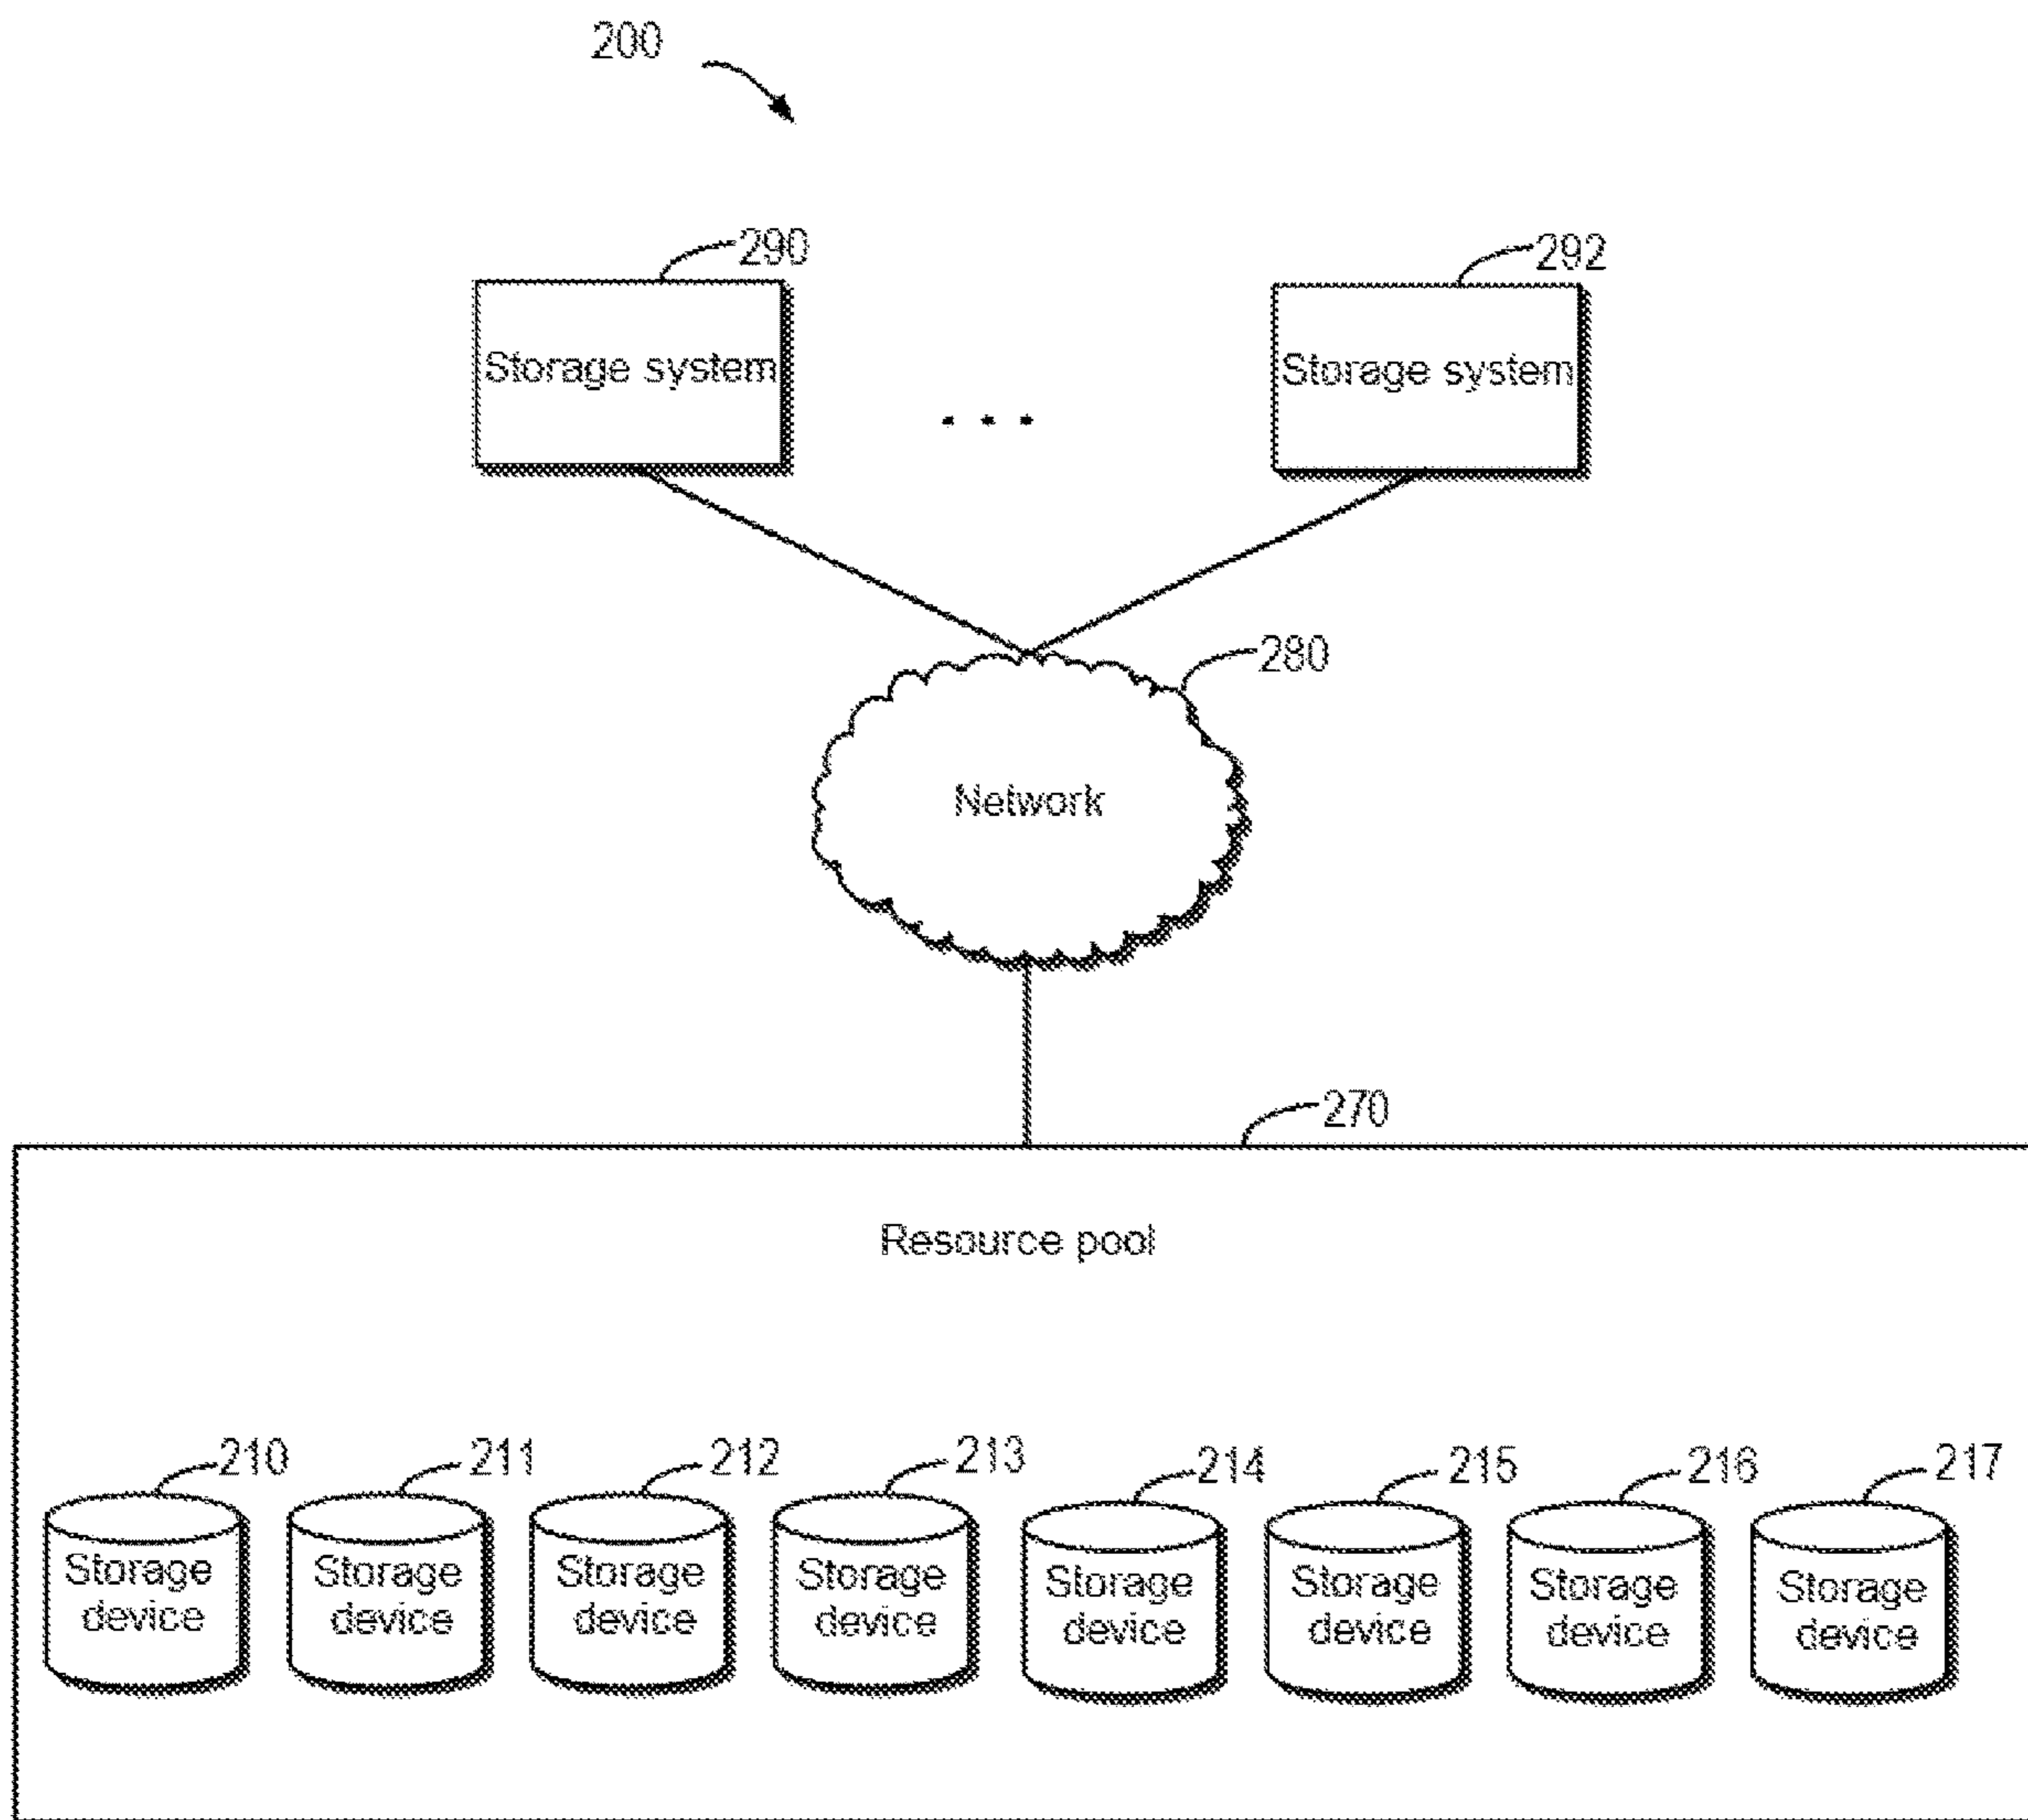 200
290
292
Storage system
Storage system
. . .
280
Network
270
Resource pool
210
211
212
213
214
215
216
217
Storage
device
Storage
device
Storage
device
Storage
device
Storage
device
Storage
device
Storage
device
Storage
device